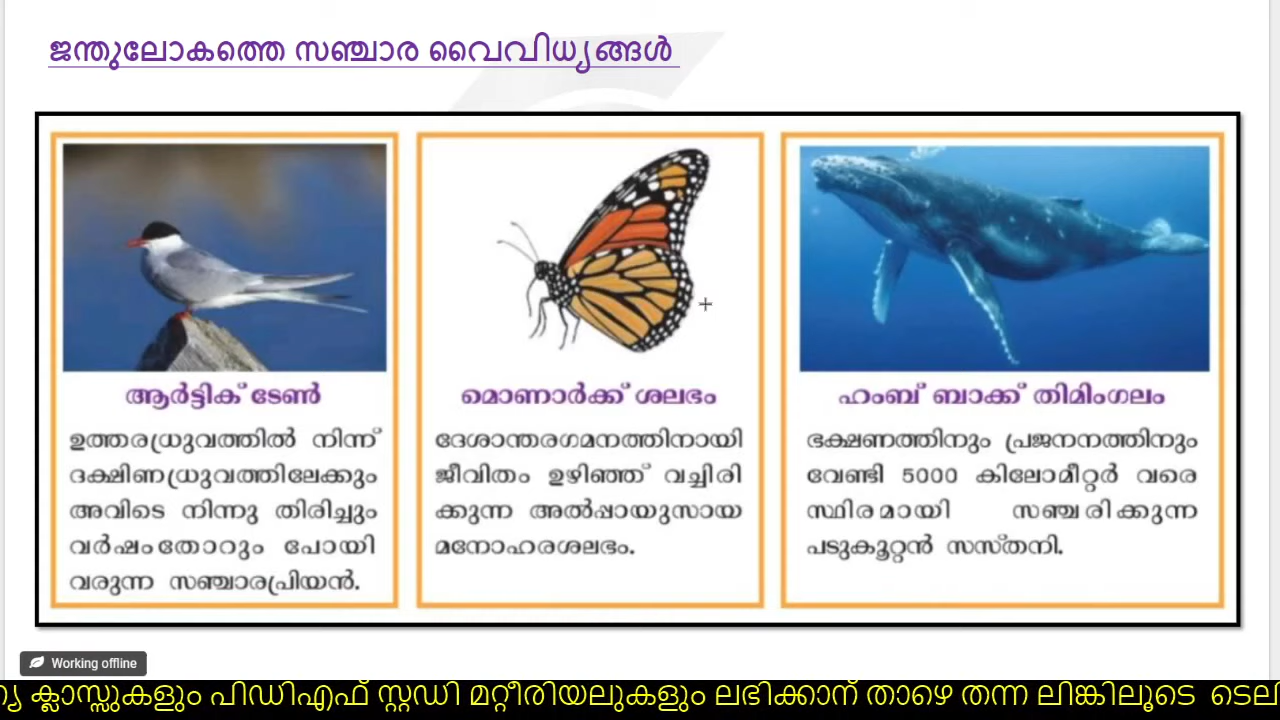 ജന്തുലോകത്തെ സഞ്ചാര വൈവിധ്യങ്ങൾ
ആർട്ടിക് ടേൺ
ഉത്തരധ്രുവത്തിൽ നിന്ന്
ദക്ഷിണധ്രുവത്തിലേക്കും
അവിടെ നിന്നു തിരിച്ചും
വർഷംതോറും പോയി
വരുന്ന സഞ്ചാരപ്രിയൻ.
മൊണാർക്ക് ശലഭം
ദേശാന്തരഗമനത്തിനായി
ജീവിതം ഉഴിഞ്ഞ് വച്ചിരി
ക്കുന്ന അൽപ്പായുസായ
മനോഹരശലഭം.
ഹംബ് ബാക്ക് തിമിംഗലം
ഭക്ഷണത്തിനും പ്രജനനത്തിനും
വേണ്ടി 5000 കിലോമീറ്റർ വരെ
സ്ഥിരമായി സഞ്ചരിക്കുന്ന
പടുകൂറ്റൻ സസ്തനി.
Working offline
ക്ലാസ്സുകളും പിഡിഎഫ് സ്റ്റഡി മറ്റീരിയലുകളും ലഭിക്കാന് താഴെ തന്ന ലിങ്കിലൂടെ